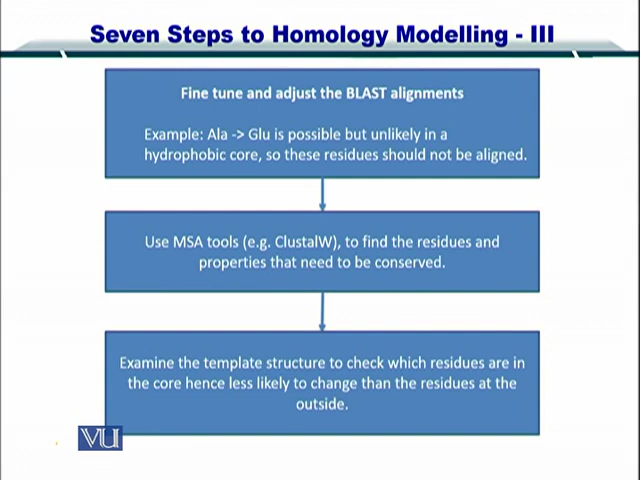 Seven Steps to Homology Modelling - III
Fine tune and adjust the BLAST alignments
Example: Ala -> Glu is possible but unlikely in a
hydrophobic core, so these residues should not be aligned.
Use MSA tools (e.g. ClustalW), to find the residues and
properties that need to be conserved.
Examine the template structure to check which residues are in
the core hence less likely to change than the residues at the
outside.
VU